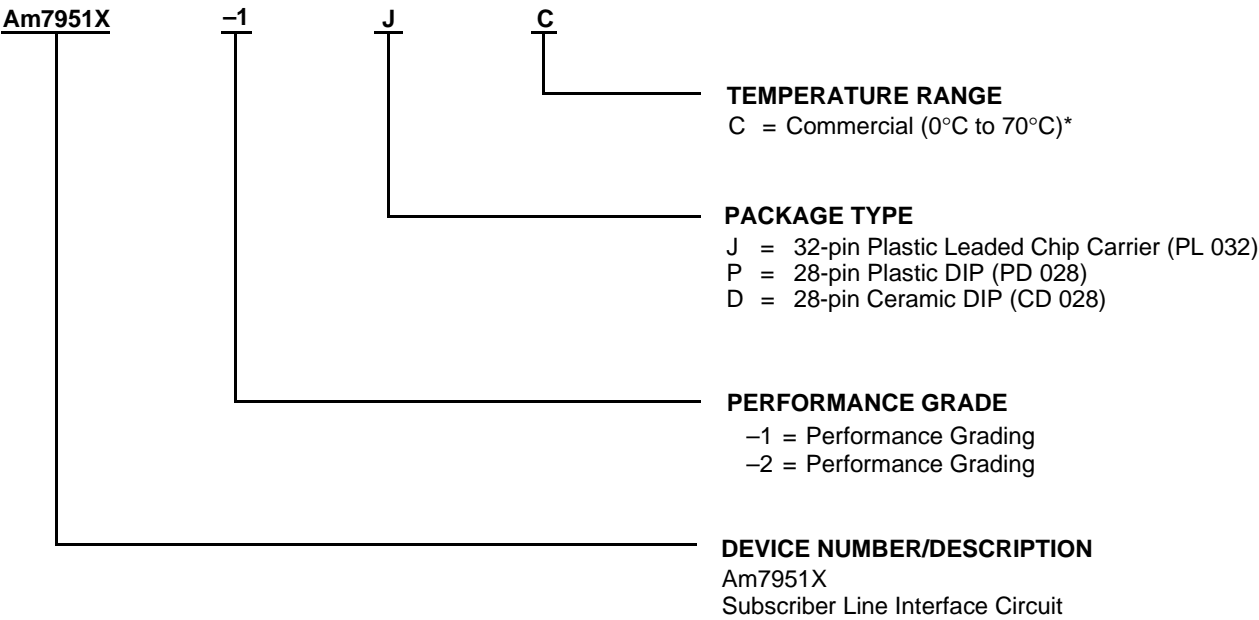 Am7951X –1 J C
TEMPERATURE RANGE
C = Commercial (0°C to 70°C)*
PACKAGE TYPE
J = 32-pin Plastic Leaded Chip Carrier (PL 032)
P = 28-pin Plastic DIP (PD 028)
D = 28-pin Ceramic DIP (CD 028)
PERFORMANCE GRADE
–1 = Performance Grading
–2 = Performance Grading
DEVICE NUMBER/DESCRIPTION
Am7951X
Subscriber Line Interface Circuit